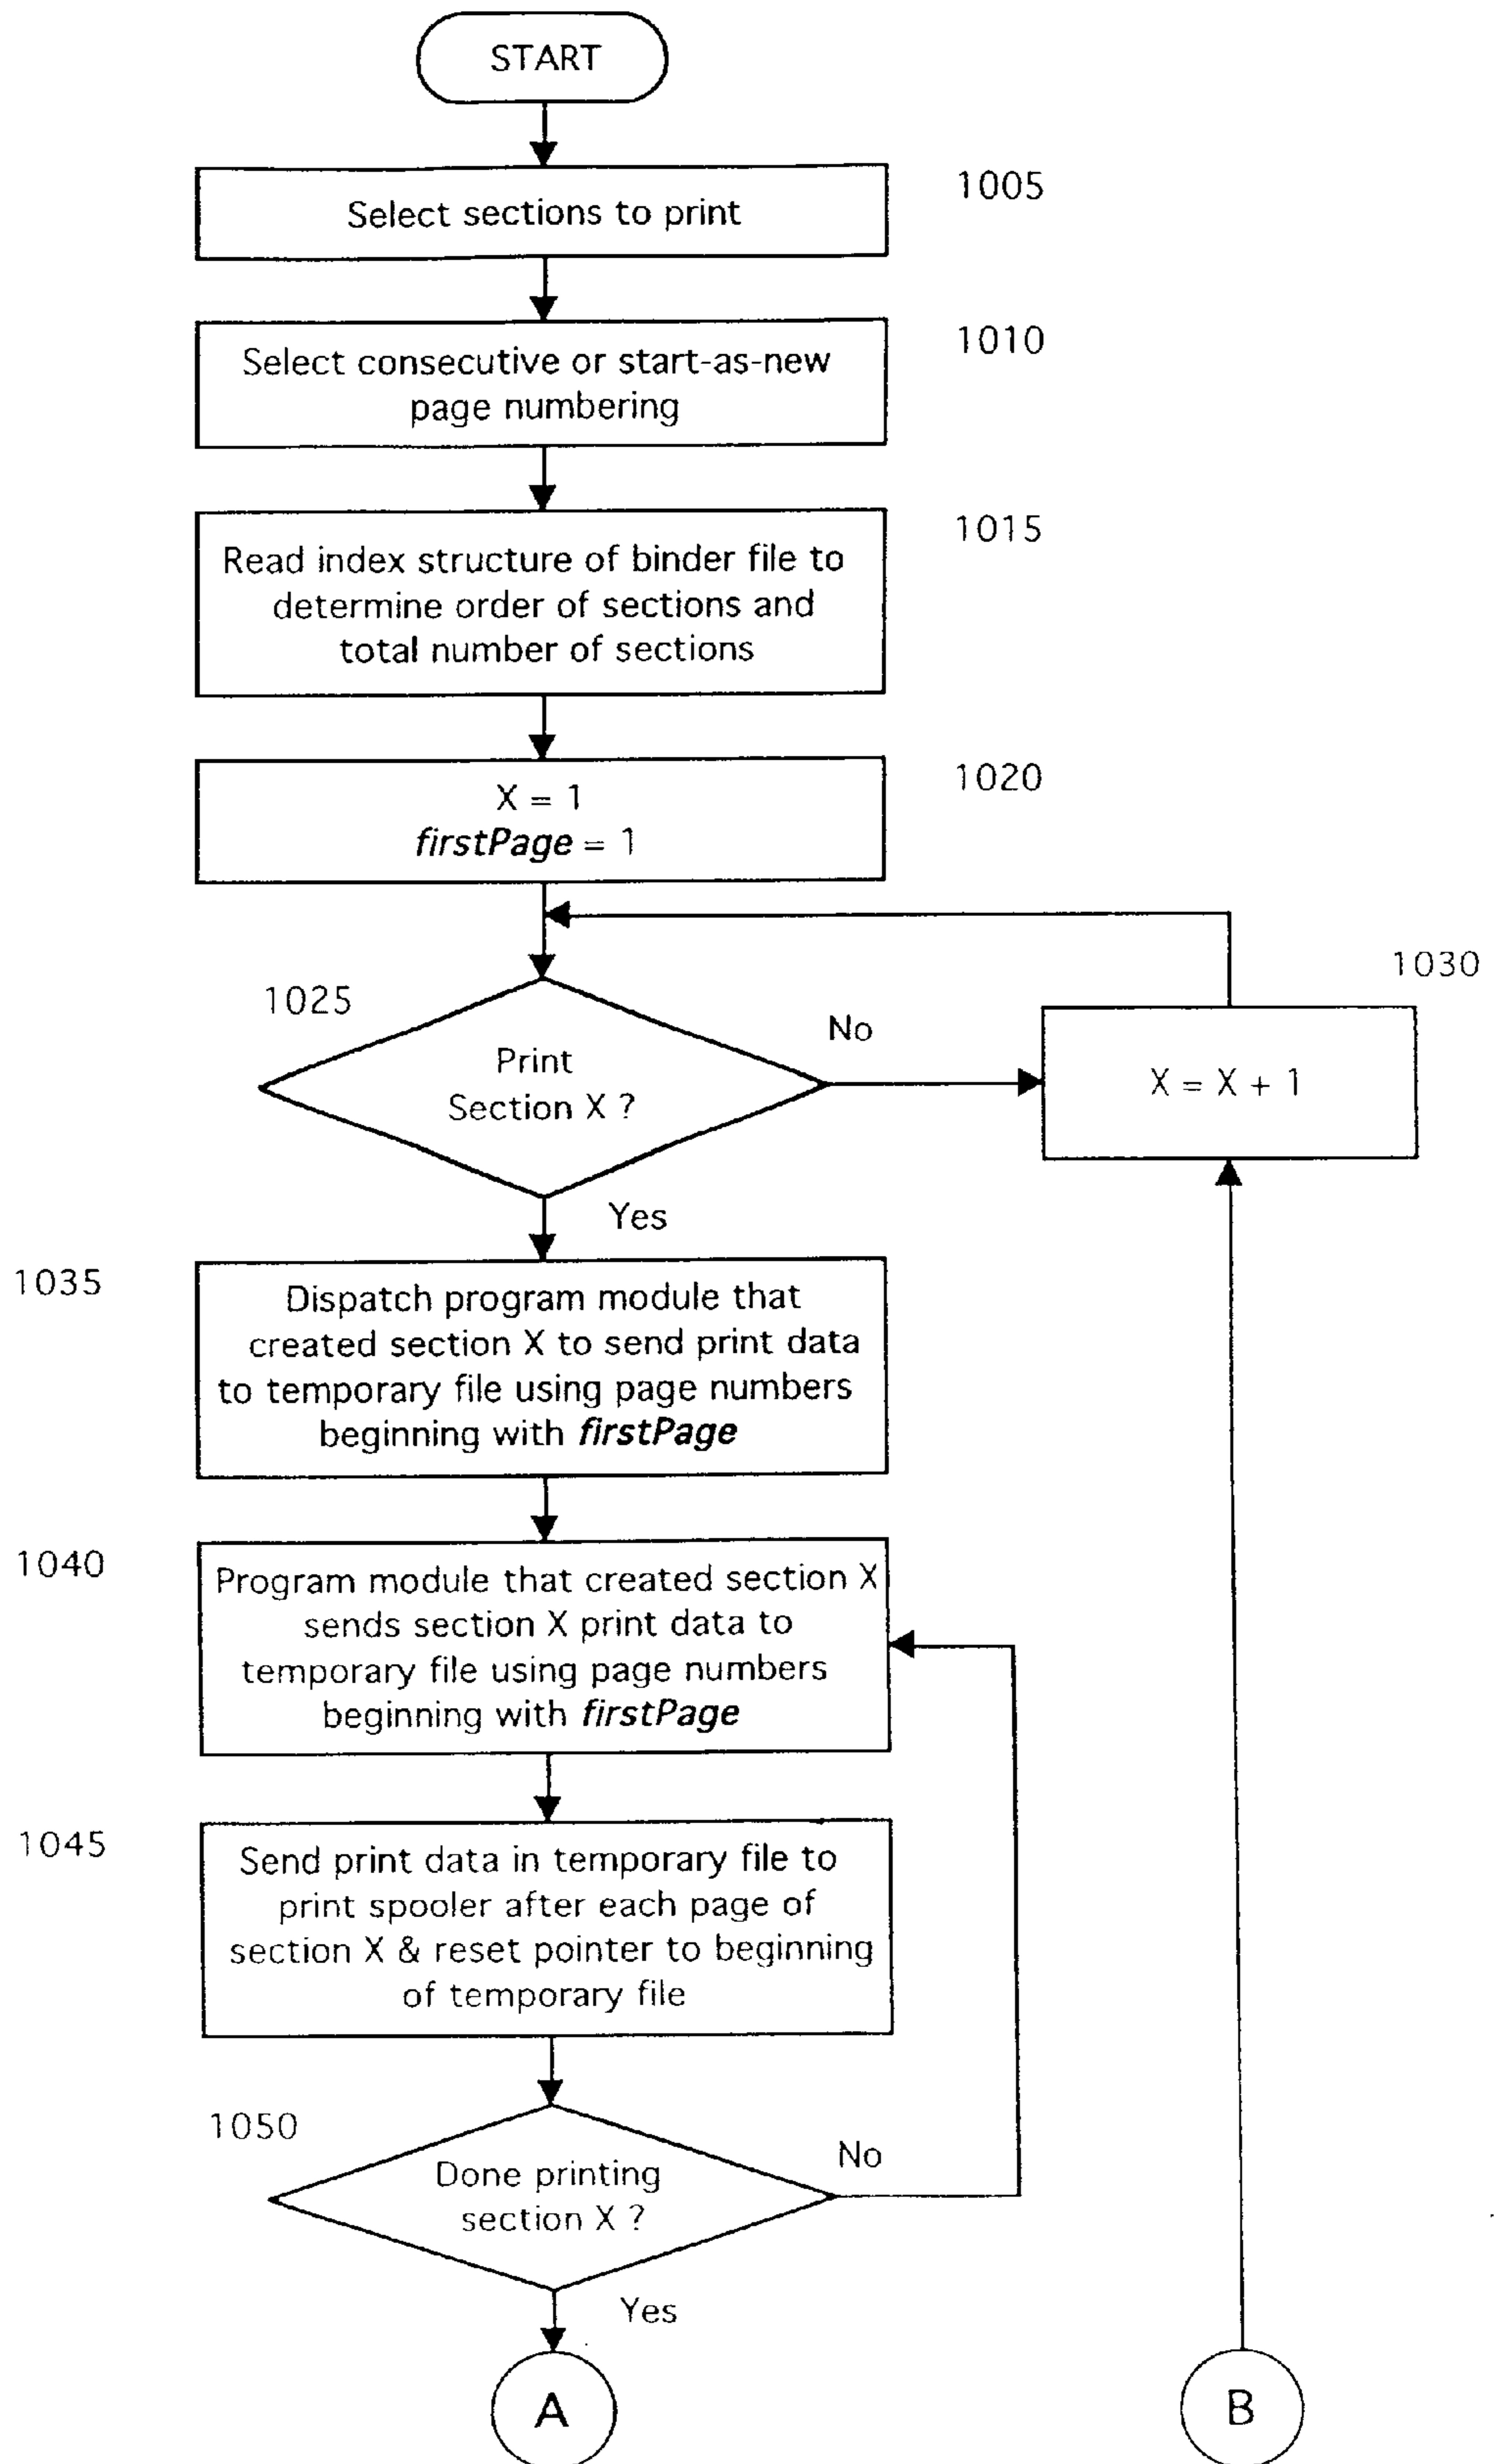 START
1005
Select sections to print
1010
Select consecutive or start-as-new
page numbering
1015
Read index structure of binder file to
determine order of sections and
total number of sections
1020
X = 1
firstPage = 1
1025
Print
Section X ?
No
1030
X = X + 1
Yes
1035
Dispatch program module that
created section X to send print data
to temporary file using page numbers
beginning with firstPage
1040
Program module that created section X
sends section X print data to
temporary file using page numbers
beginning with firstPage
1045
Send print data in temporary file to
print spooler after each page of
section X & reset pointer to beginning
of temporary file
1050
Done printing
section X ?
No
Yes
A
B